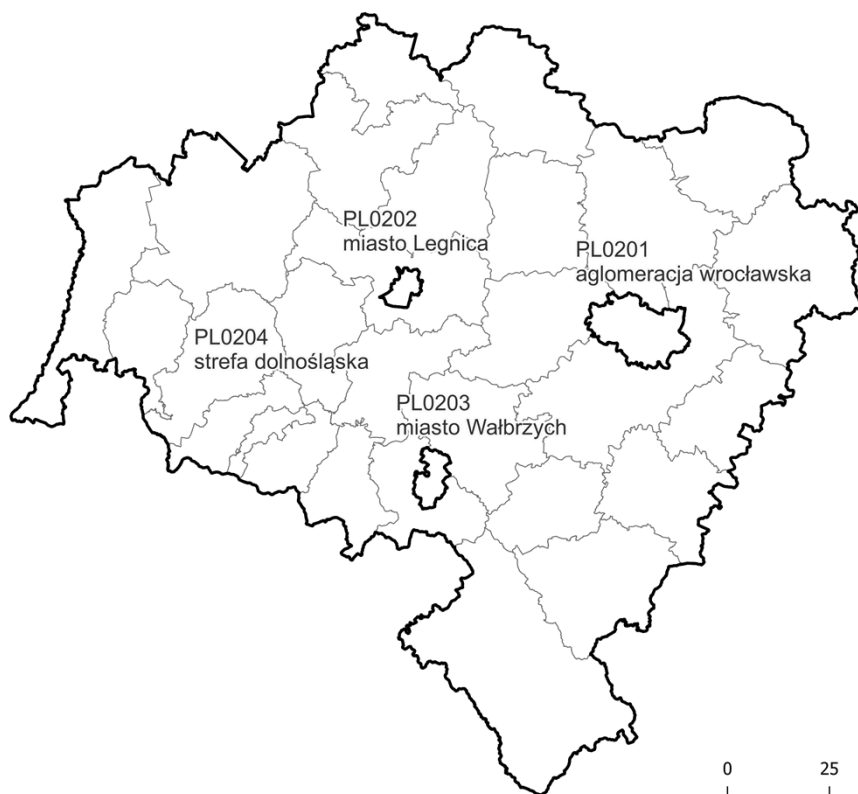 PL0202
miasto Legnica
PL0201
aglomeracja wrocławska
PL0204
strefa dolnośląska
PL0203
miasto Wałbrzych
0 25